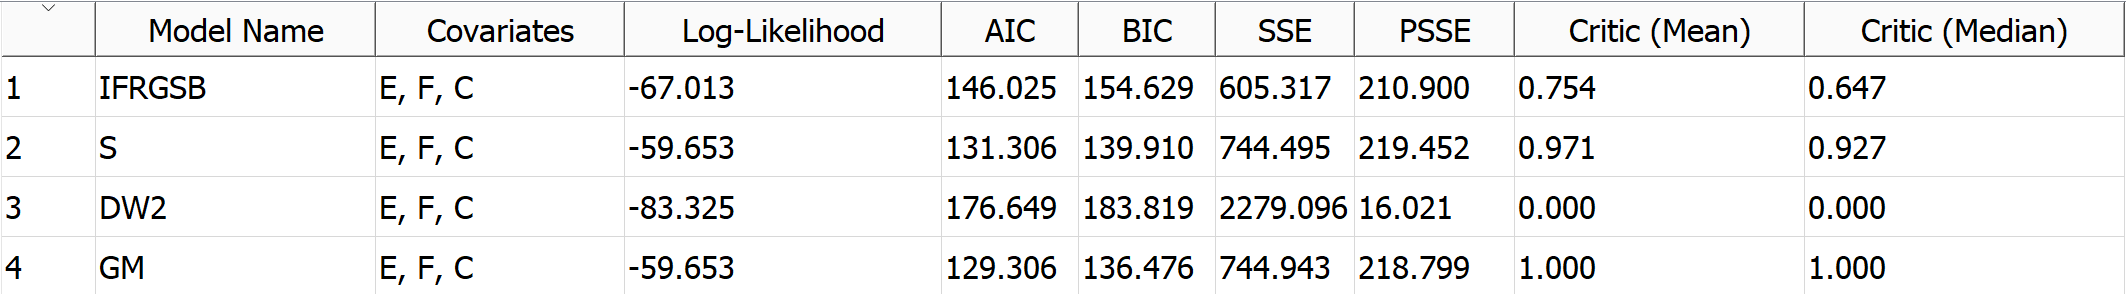 Model Name Covariates Log-Likelihood AIC BIC SSE PSSE Critic (Mean) Critic (Median)
1 IFRGSB E, F, C -67.013 146.025 154.629 605.317 210.900 0.754 0.647
2 S E, F, C -59.653 131.306 139.910 744.495 219.452 0.971 0.927
3 DW2 E, F, C -83.325 176.649 183.819 2279.096 16.021 0.000 0.000
4 GM E, F, C -59.653 129.306 136.476 744.943 218.799 1.000 1.000